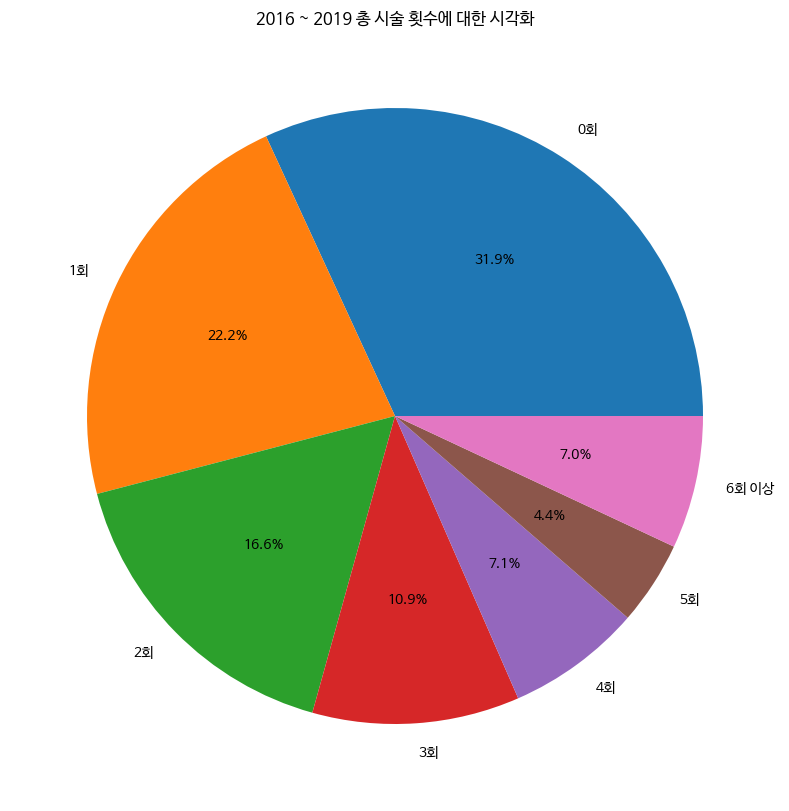 2016 ~ 2019 총 시술 횟수에 대한 시각화
0회
31.9%
1회
22.2%
2회
16.6%
3회
10.9%
4회
7.1%
5회
4.4%
6회 이상
7.0%